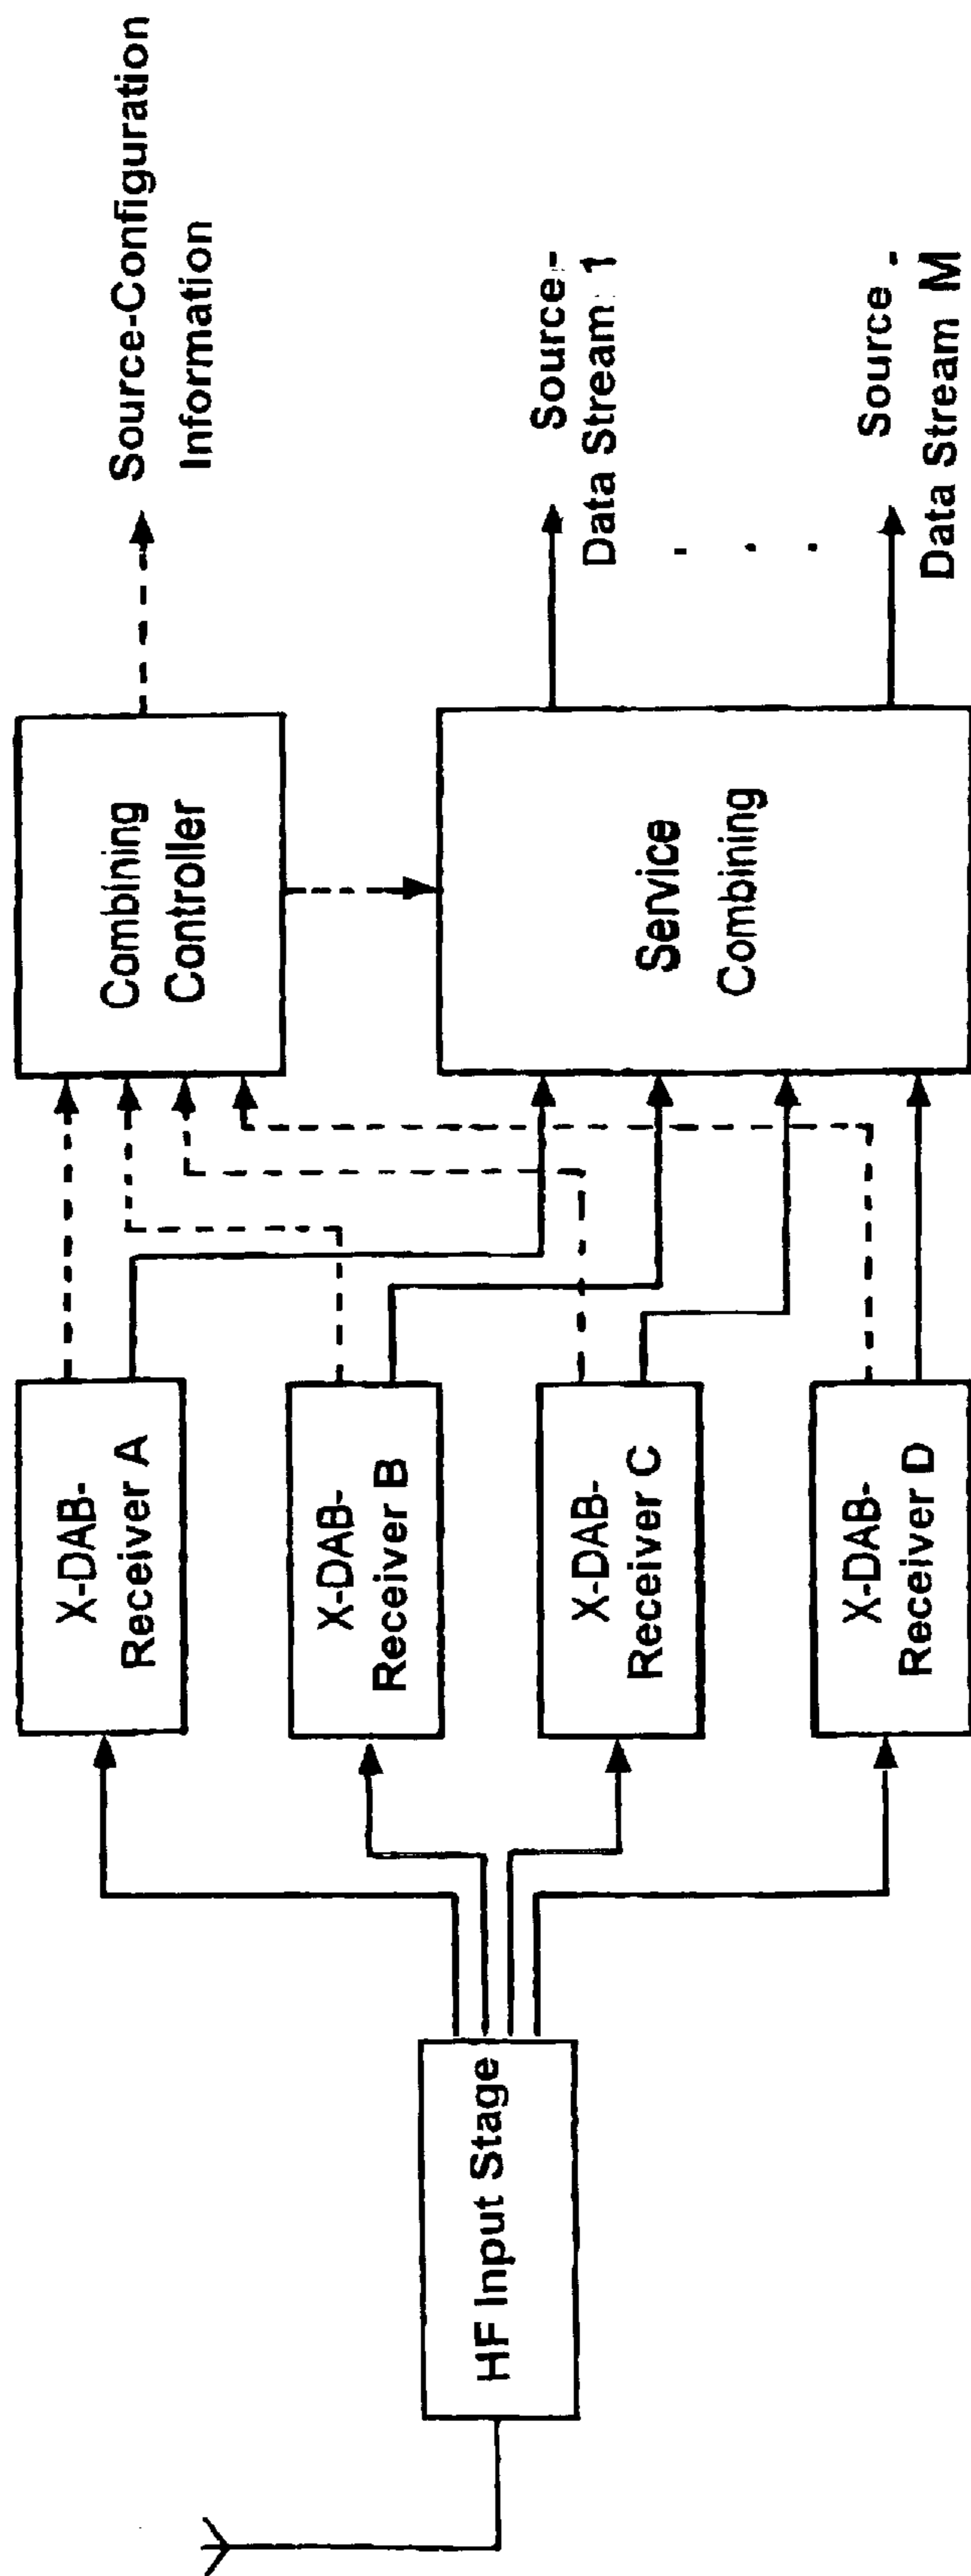 HF Input Stage
X-DAB-
Receiver A
X-DAB-
Receiver B
X-DAB-
Receiver C
X-DAB-
Receiver D
Combining
Controller
Service
Combining
Source-Configuration
Information
Source-
Data Stream 1
. . .
Source -
Data Stream M